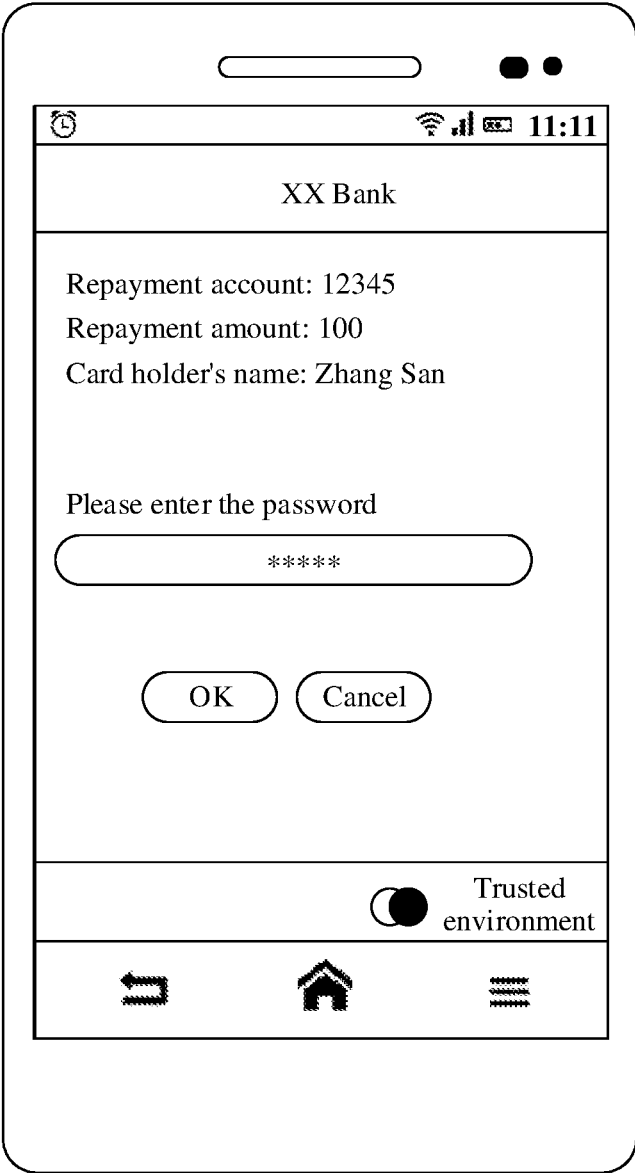 11:11
XX Bank
Repayment account: 12345
Repayment amount: 100
Card holder's name: Zhang San
Please enter the password
*****
OK Cancel
Trusted
environment